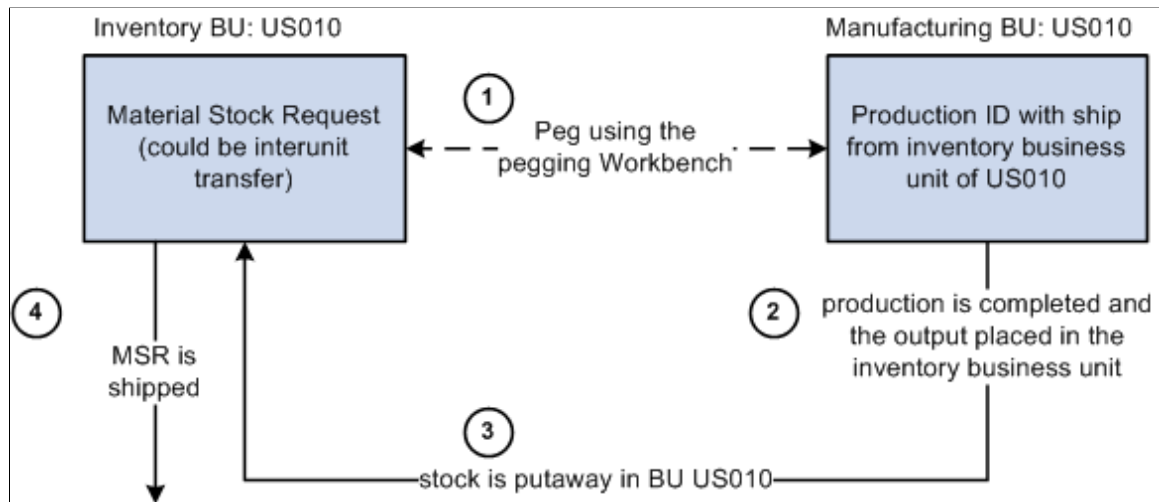 Inventory BU: US010
Manufacturing BU: US010
Material Stock Request
(could be interunit
transfer)
1
Peg using the
pegging Workbench
Production ID with ship
from inventory business
unit of US010
4
MSR is
shipped
2
production is completed and
the output placed in the
inventory business unit
3
stock is putaway in BU US010